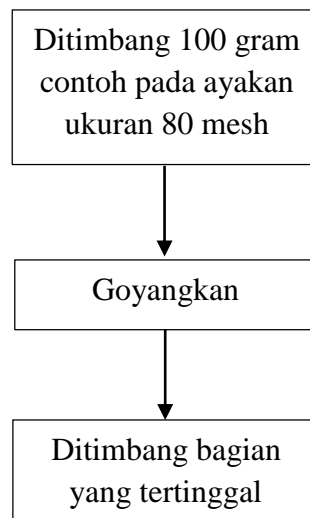 Ditimbang 100 gram
contoh pada ayakan
ukuran 80 mesh
Goyangkan
Ditimbang bagian
yang tertinggal